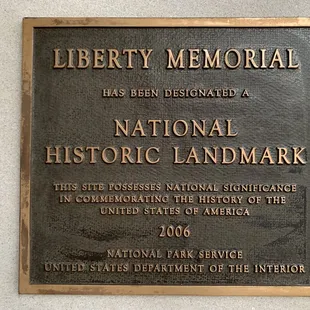 LIBERTY MEMORIAL
HAS BEEN DESIGNATED A
NATIONAL
HISTORIC LANDMARK
THIS SITE POSSESSES NATIONAL SIGNIFICANCE
IN COMMEMORATING THE HISTORY OF THE
UNITED STATES OF AMERICA
2006
NATIONAL PARK SERVICE
UNITED STATES DEPARTMENT OF THE INTERIOR